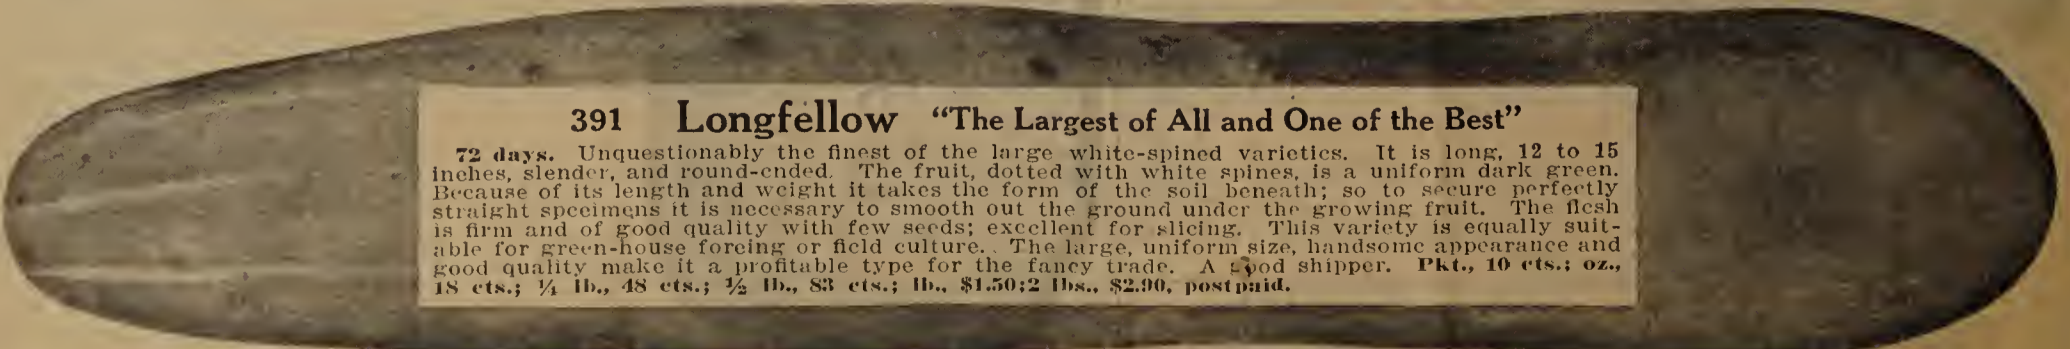 391 Longfellow "The Largest of All and One of the Best"
72 days. Unquestionably the finest of the large white-spined varieties. It is long, 12 to 15
inches, slender, and round-ended. The fruit, dotted with white spines, is a uniform dark green.
Because of its length and weight it takes the form of the soil beneath; so to secure perfectly
straight specimens it is necessary to smooth out the ground under the growing fruit. The flesh
is firm and of good quality with few seeds; excellent for slicing. This variety is equally suit-
able for green-house forcing or field culture. The large, uniform size, handsome appearance and
good quality make it a profitable type for the fancy trade. A good shipper. Pkt., 10 cts.; oz.,
18 cts.; ¼ lb., 48 cts.; ½ lb., 83 cts.; lb., $1.50; 2 lbs., $2.90, postpaid.